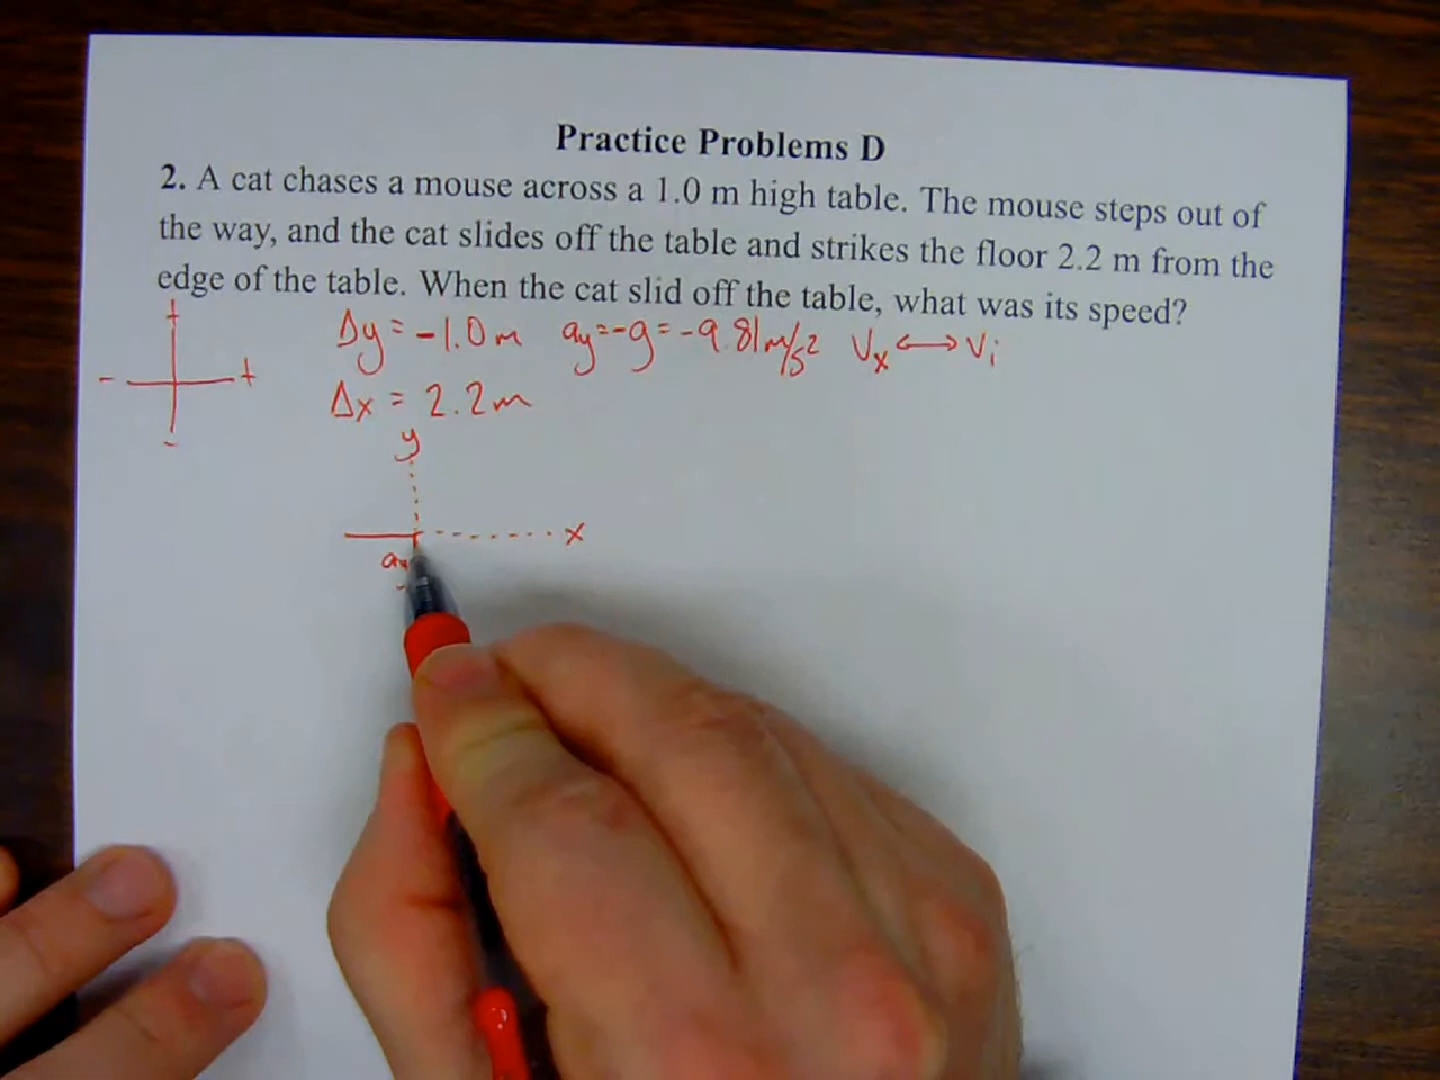 Practice Problems D
2. A cat chases a mouse across a 1.0 m high table. The mouse steps out of
the way, and the cat slides off the table and strikes the floor 2.2 m from the
edge of the table. When the cat slid off the table, what was its speed?
+
Δy = -1.0m ay=-g=-9.81m/s² Vx ↔ Vi
- +
Δx = 2.2m
-
y
x
ay